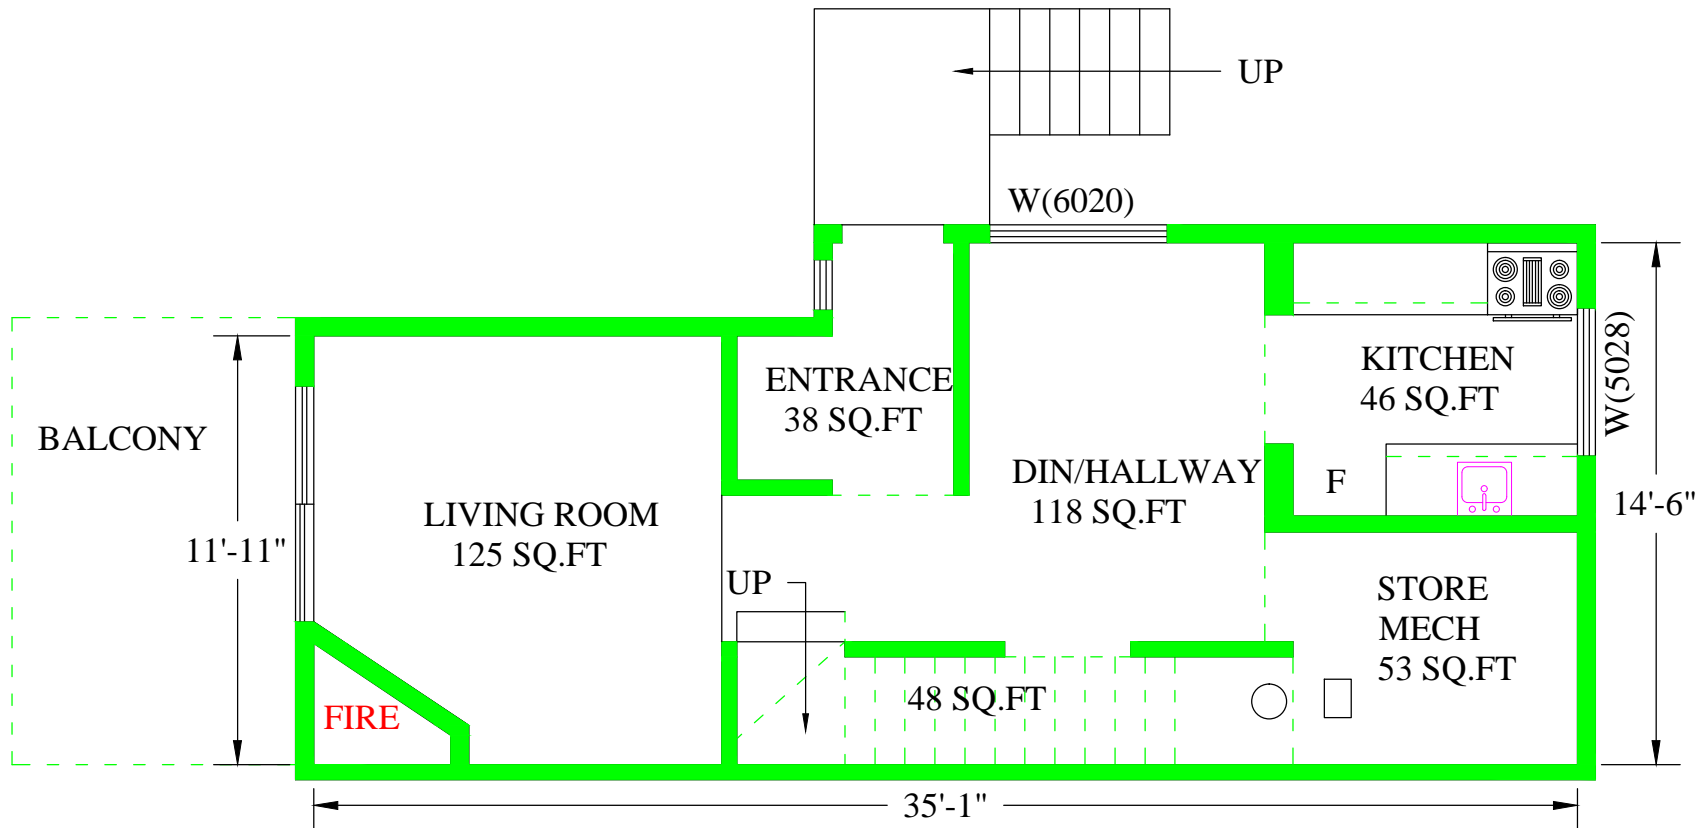 UP
W(6020)
KITCHEN
46 SQ.FT
W(5028)
ENTRANCE
38 SQ.FT
BALCONY
DIN/HALLWAY
118 SQ.FT
F
14'-6"
LIVING ROOM
125 SQ.FT
11'-11"
UP
STORE
MECH
53 SQ.FT
48 SQ.FT
FIRE
35'-1"